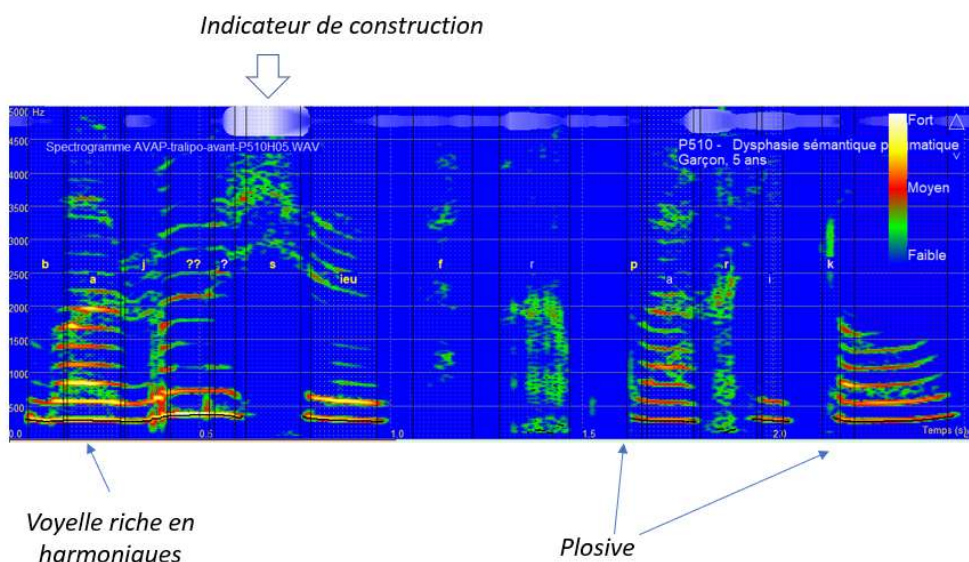 Indicateur de construction
5000 Hz
Fort
Spectrogramme AVAP-tralipo-avant-P510H05.WAV
P510 - Dysphasie sémantique
4500
Garçon, 5 ans
4000
3500
Moyen
3000
2500
Faible
b a j ?? ? s ieu f r p a r i k
2000
1500
1000
500
0.0 0.5 1.0 1.5 2.0 Temps (s)
Voyelle riche en
harmoniques
Plosive